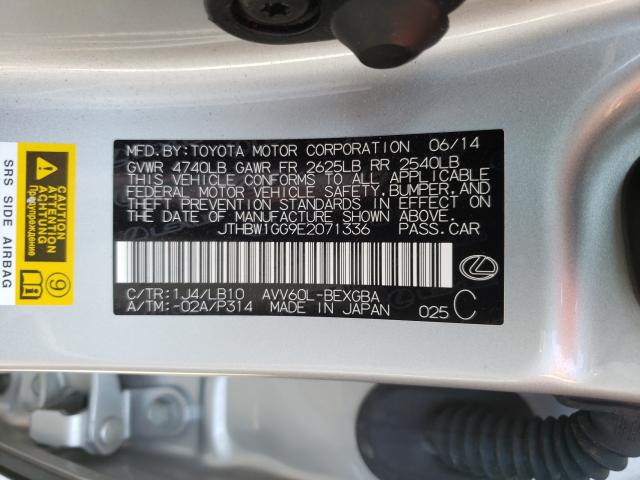 MFD.BY:TOYOTA MOTOR CORPORATION 06/14
GVWR 4740LB GAWR FR 2625LB RR 2540LB
THIS VEHICLE CONFORMS TO ALL APPLICABLE
FEDERAL MOTOR VEHICLE SAFETY,BUMPER,AND
THEFT PREVENTION STANDARDS IN EFFECT ON
THE DATE OF MANUFACTURE SHOWN ABOVE.
JTHBW1GG9E2071336 PASS.CAR
C/TR:1J4/LB10 AVV60L-BEXGBA
A/TM:-02A/P314 MADE IN JAPAN 025 C
SRS SIDE AIRBAG
ACHTUNG
ATTENTION
Предупреждение
9